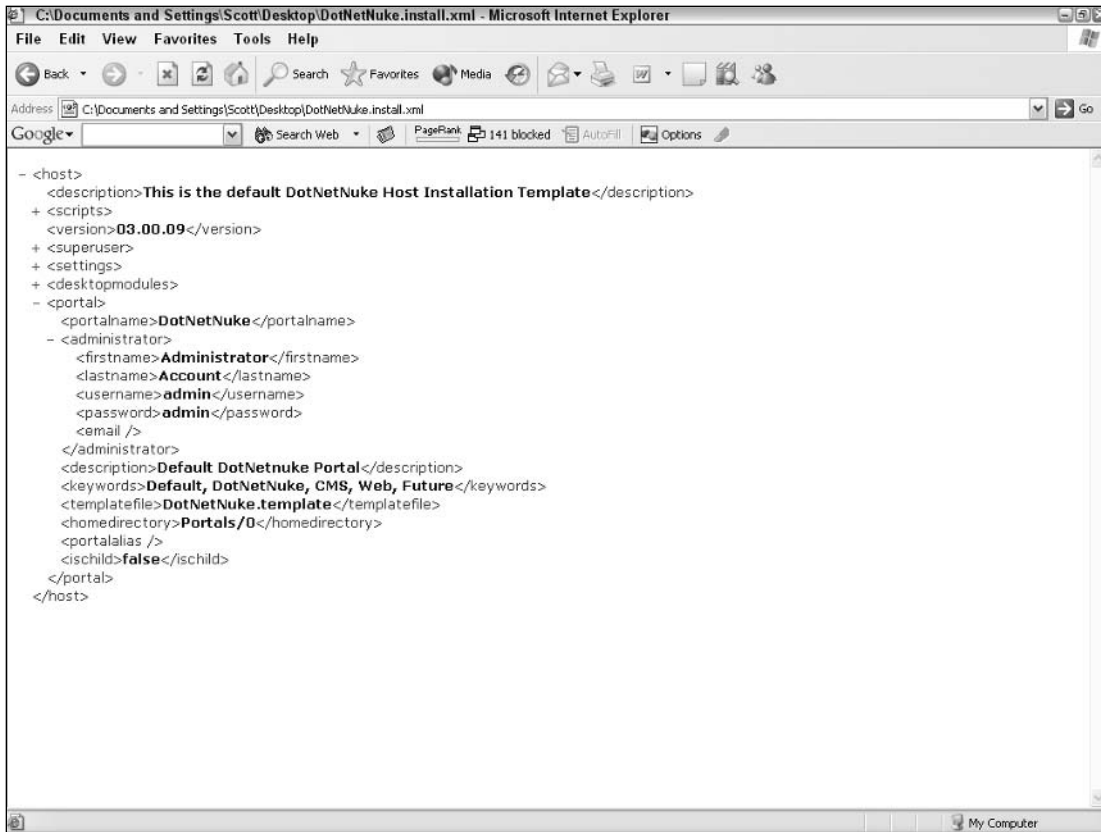 C:\Documents and Settings\Scott\Desktop\DotNetNuke.install.xml - Microsoft Internet Explorer
File Edit View Favorites Tools Help
Back Search Favorites Media
Address C:\Documents and Settings\Scott\Desktop\DotNetNuke.install.xml Go
Google Search Web PageRank 141 blocked AutoFill Options
- <host>
<description>This is the default DotNetNuke Host Installation Template</description>
+ <scripts>
<version>03.00.09</version>
+ <superuser>
+ <settings>
+ <desktopmodules>
- <portal>
<portalname>DotNetNuke</portalname>
- <administrator>
<firstname>Administrator</firstname>
<lastname>Account</lastname>
<username>admin</username>
<password>admin</password>
<email />
</administrator>
<description>Default DotNetnuke Portal</description>
<keywords>Default, DotNetNuke, CMS, Web, Future</keywords>
<templatefile>DotNetNuke.template</templatefile>
<homedirectory>Portals/0</homedirectory>
<portalalias />
<ischild>false</ischild>
</portal>
</host>
My Computer